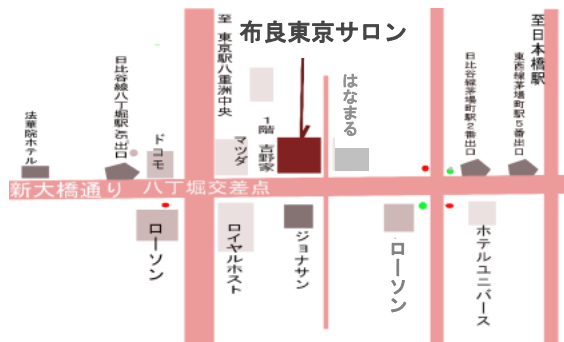 至 東京駅八重洲中央
布良東京サロン
至日本橋駅
法華院ホテル
日比谷線八丁堀駅A5出口
ドコモ
マツダ
1階 吉野家
はなまる
日比谷線茅場町駅2番出口
東西線茅場町駅5番出口
新大橋通り 八丁堀交差点
ローソン
ロイヤルホスト
ジョナサン
ローソン
ホテルユニバース